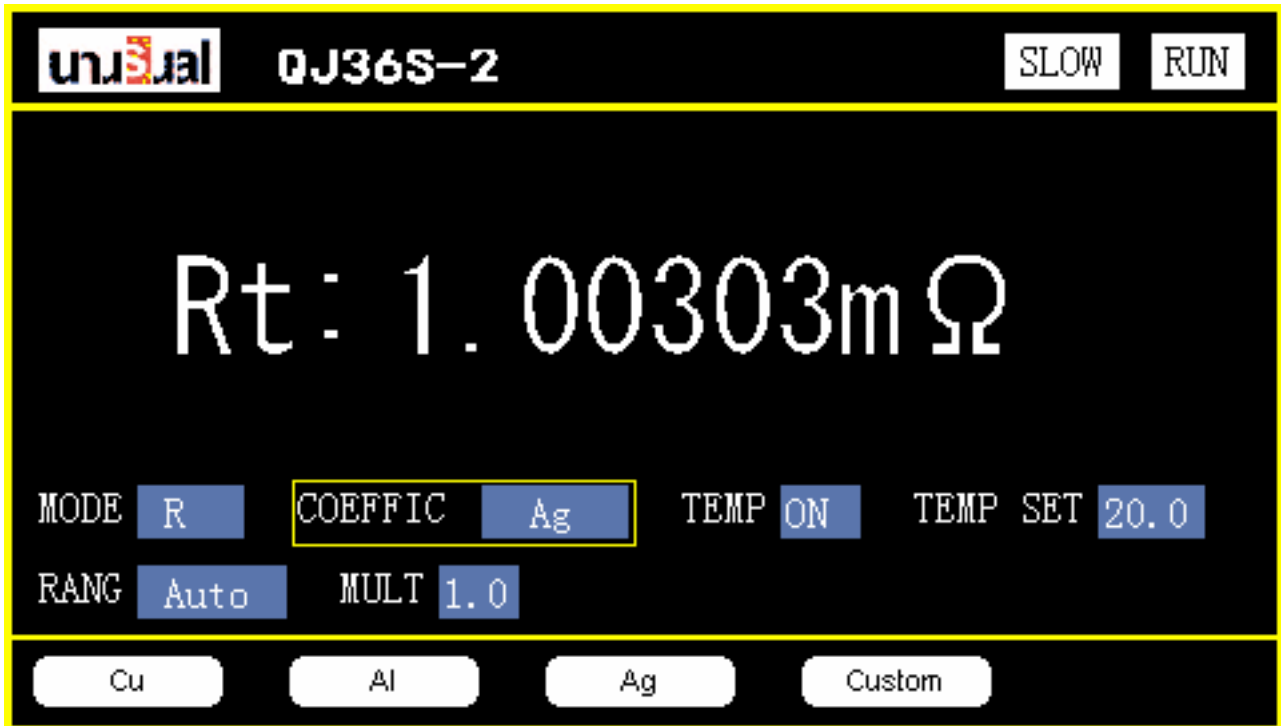 unusual QJ36S-2 SLOW RUN
Rt: 1.00303mΩ
MODE R COEFFIC Ag TEMP ON TEMP SET 20.0
RANG Auto MULT 1.0
Cu Al Ag Custom